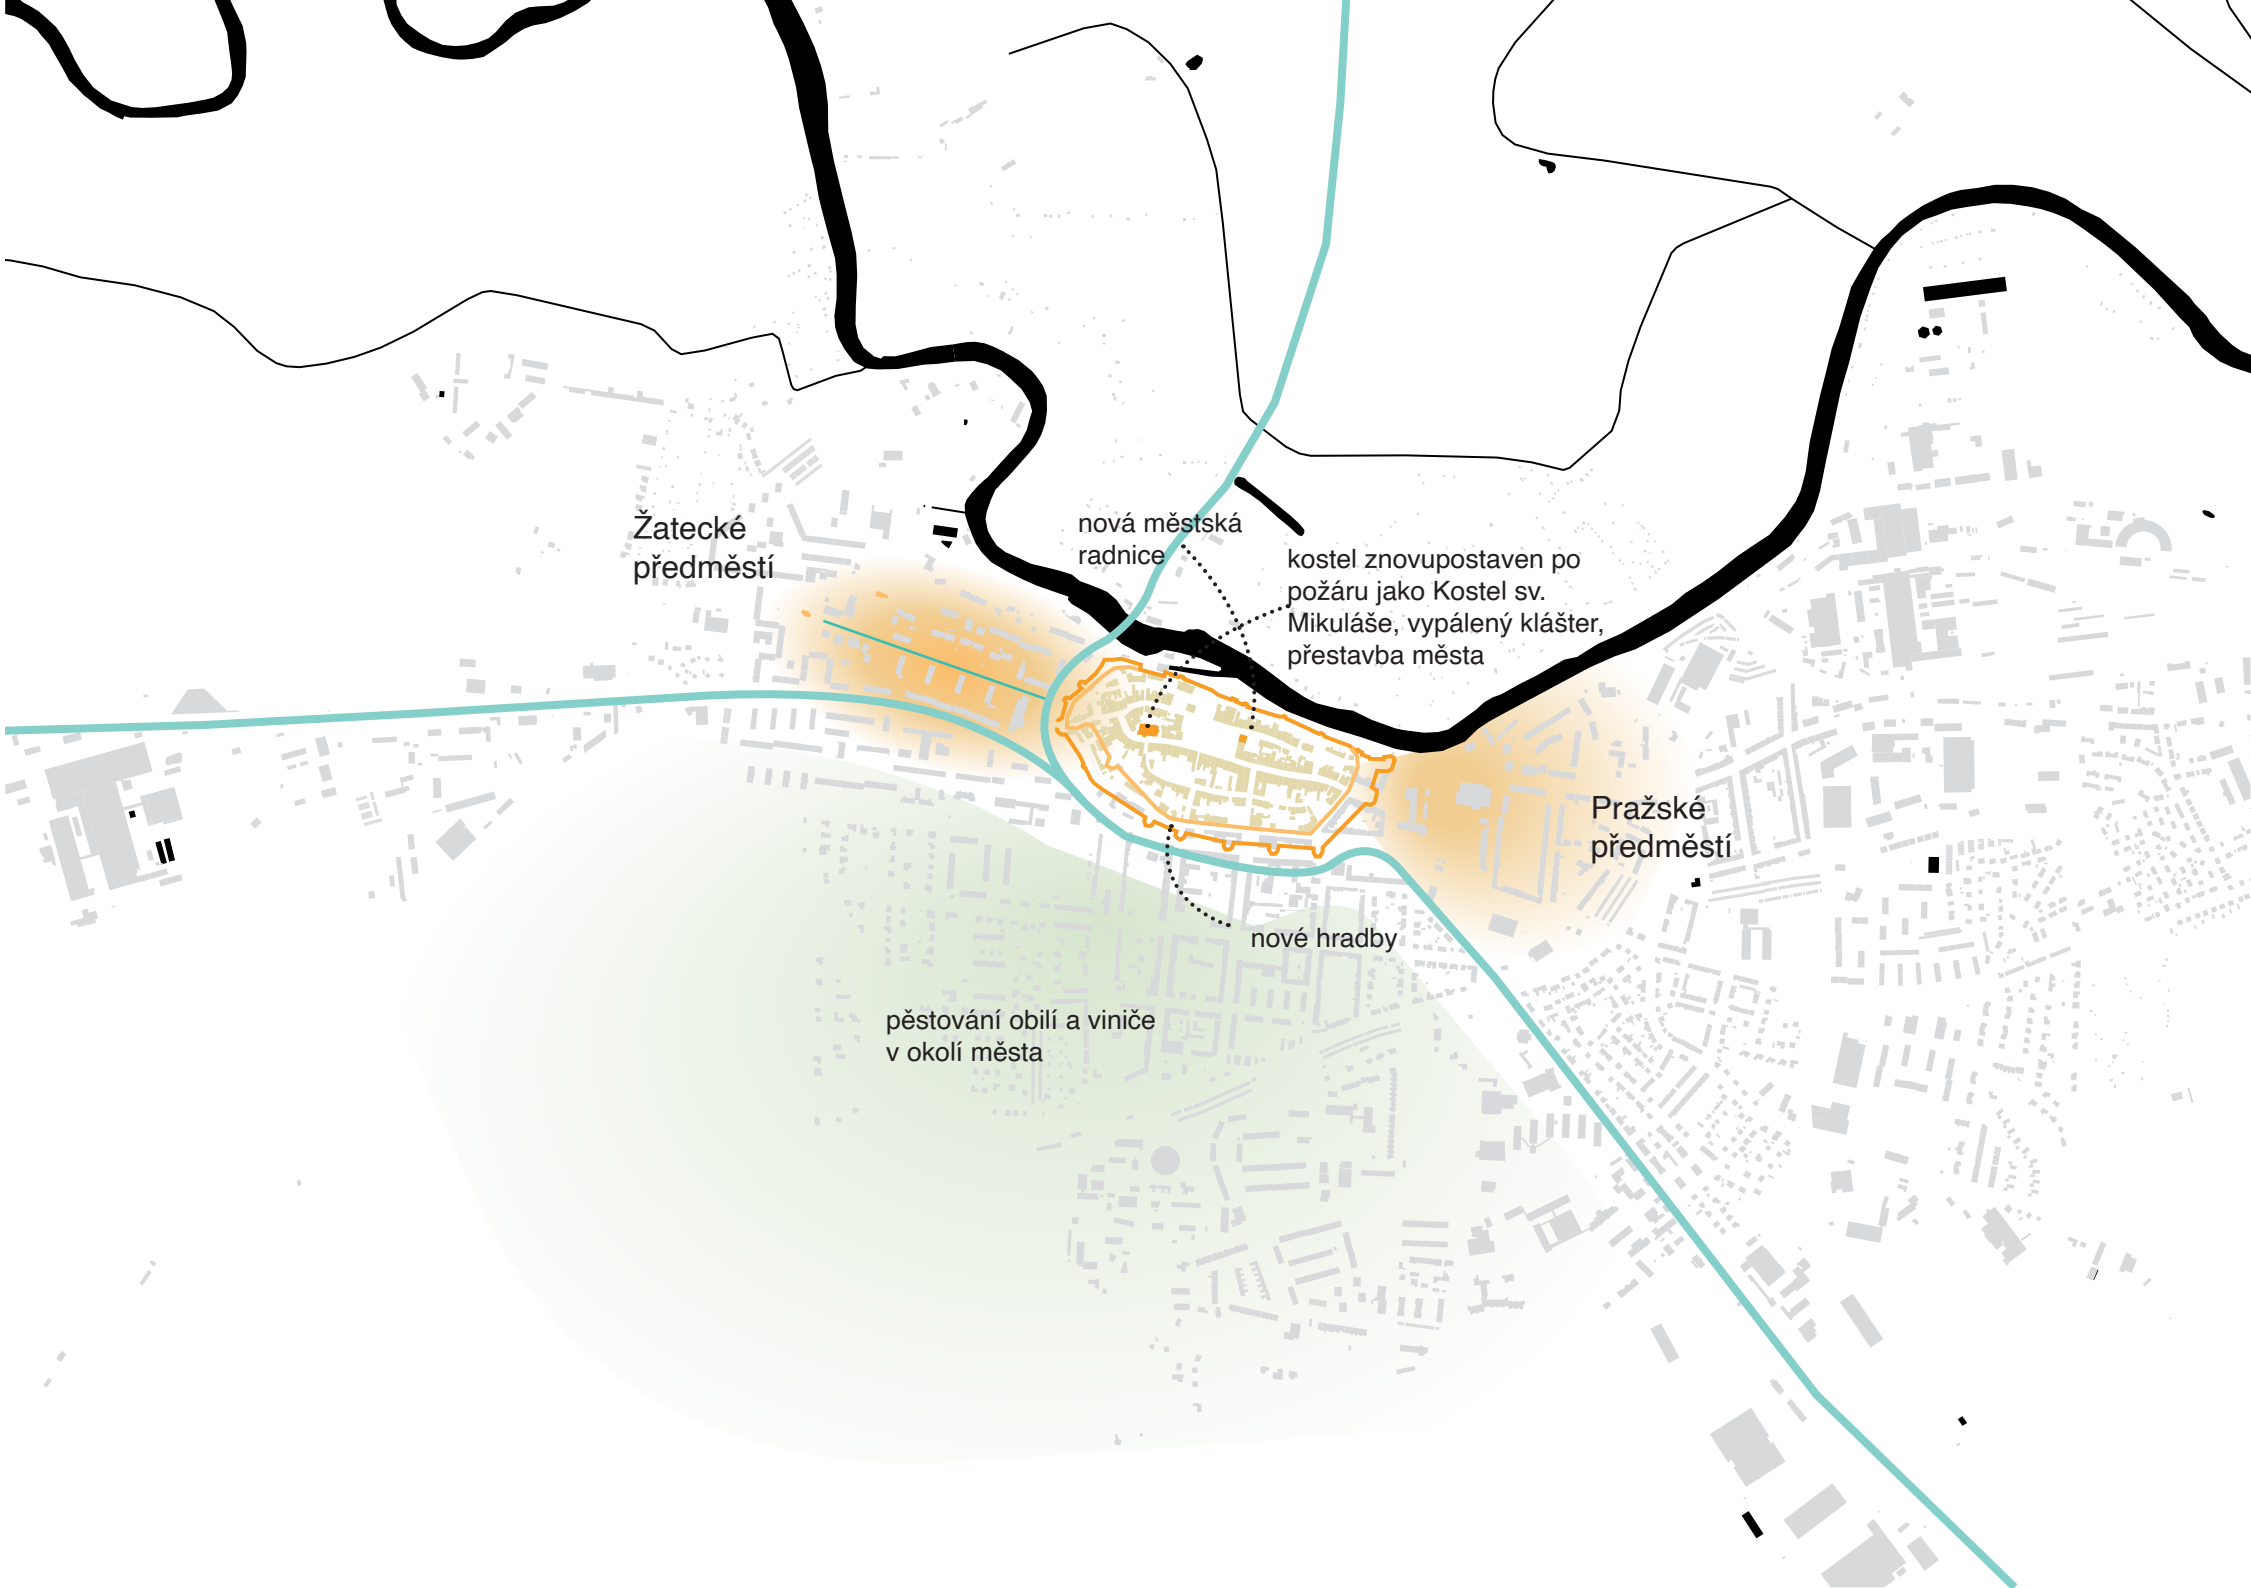 Žatecké
předměstí
nová městská
radnice
kostel znovupostaven po
požáru jako Kostel sv.
Mikuláše, vypálený klášter,
přestavba města
Pražské
předměstí
nové hradby
pěstování obilí a viniče
v okolí města